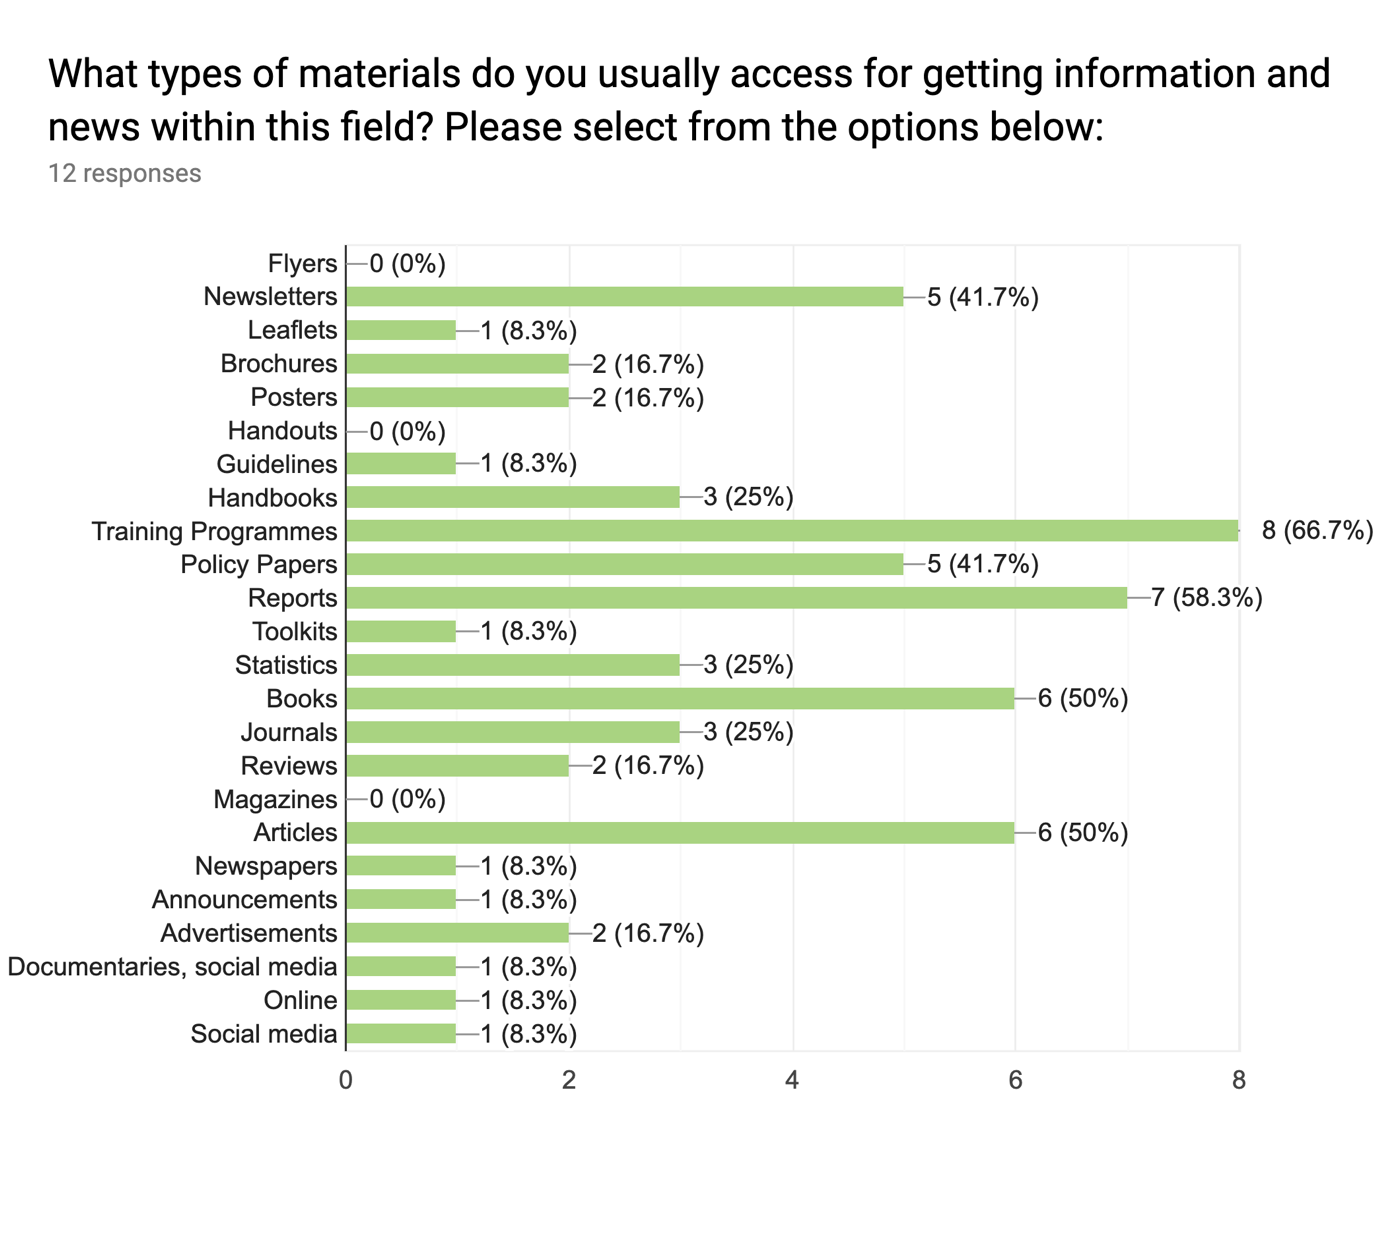 What types of materials do you usually access for getting information and
news within this field? Please select from the options below:
12 responses
Flyers 0 (0%)
Newsletters 5 (41.7%)
Leaflets 1 (8.3%)
Brochures 2 (16.7%)
Posters 2 (16.7%)
Handouts 0 (0%)
Guidelines 1 (8.3%)
Handbooks 3 (25%)
Training Programmes 8 (66.7%)
Policy Papers 5 (41.7%)
Reports 7 (58.3%)
Toolkits 1 (8.3%)
Statistics 3 (25%)
Books 6 (50%)
Journals 3 (25%)
Reviews 2 (16.7%)
Magazines 0 (0%)
Articles 6 (50%)
Newspapers 1 (8.3%)
Announcements 1 (8.3%)
Advertisements 2 (16.7%)
Documentaries, social media 1 (8.3%)
Online 1 (8.3%)
Social media 1 (8.3%)
0 2 4 6 8